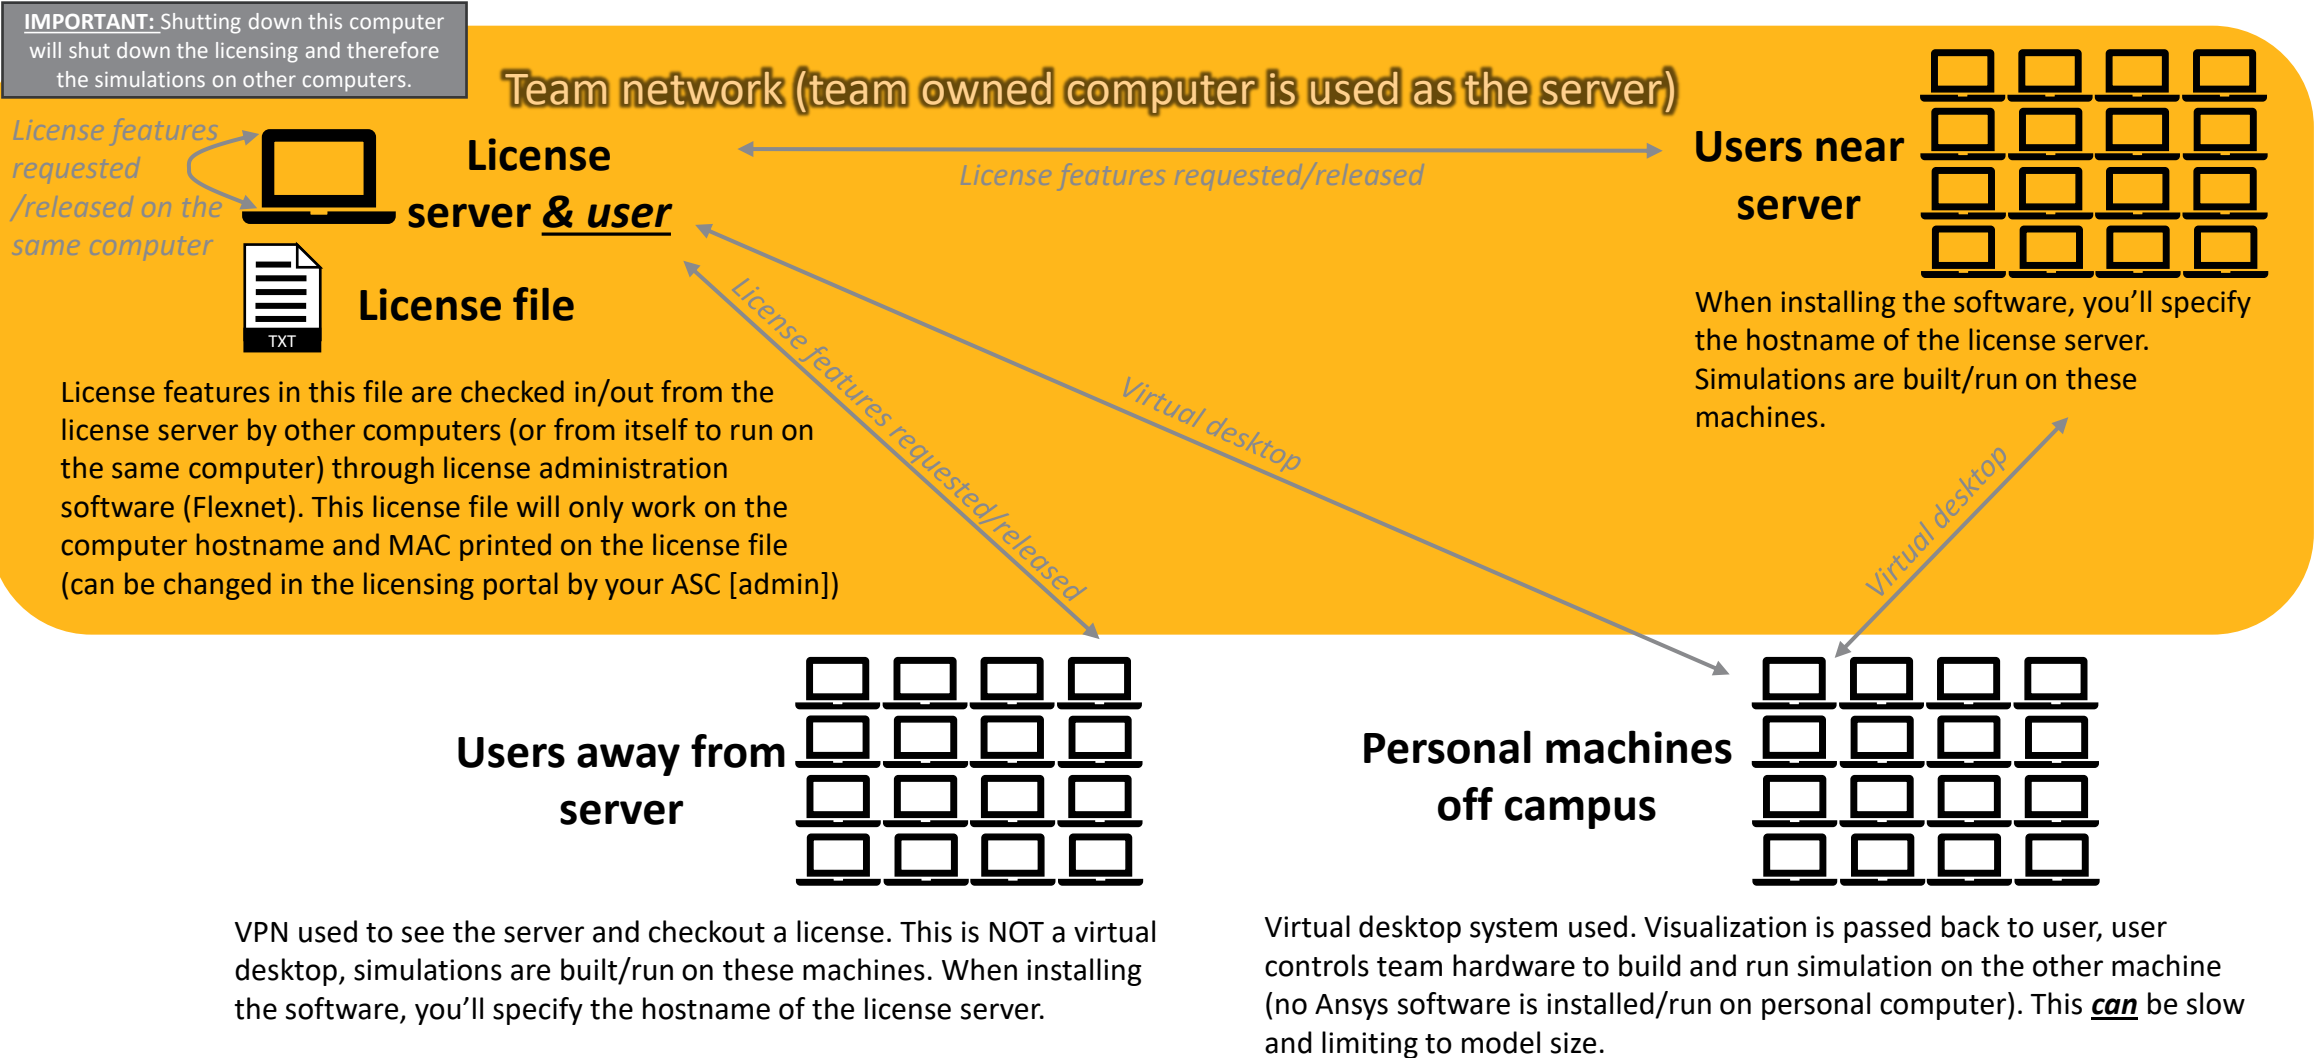 IMPORTANT: Shutting down this computer
will shut down the licensing and therefore
the simulations on other computers.
Team network (team owned computer is used as the server)
License features
requested
/released on the
same computer
License
server & user
License features requested/released
Users near
server
TXT
License file
License features in this file are checked in/out from the
license server by other computers (or from itself to run on
the same computer) through license administration
software (Flexnet). This license file will only work on the
computer hostname and MAC printed on the license file
(can be changed in the licensing portal by your ASC [admin])
License features requested/released
Virtual desktop
When installing the software, you’ll specify
the hostname of the license server.
Simulations are built/run on these
machines.
Virtual desktop
Users away from
server
VPN used to see the server and checkout a license. This is NOT a virtual
desktop, simulations are built/run on these machines. When installing
the software, you’ll specify the hostname of the license server.
Personal machines
off campus
Virtual desktop system used. Visualization is passed back to user, user
controls team hardware to build and run simulation on the other machine
(no Ansys software is installed/run on personal computer). This can be slow
and limiting to model size.